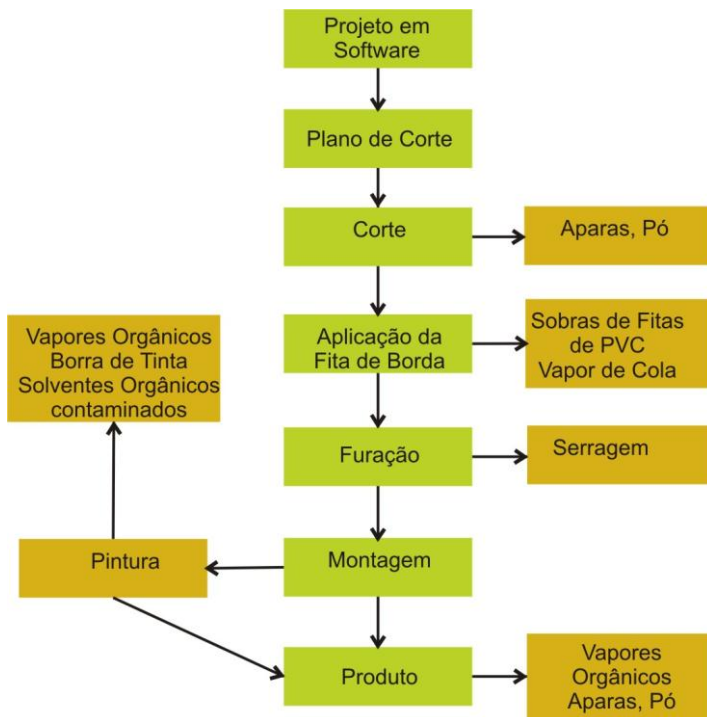 Projeto em
Software
Plano de Corte
Corte
Aparas, Pó
Aplicação da
Fita de Borda
Sobras de Fitas
de PVC
Vapor de Cola
Vapores Orgânicos
Borra de Tinta
Solventes Orgânicos
contaminados
Furação
Serragem
Pintura
Montagem
Produto
Vapores
Orgânicos
Aparas, Pó